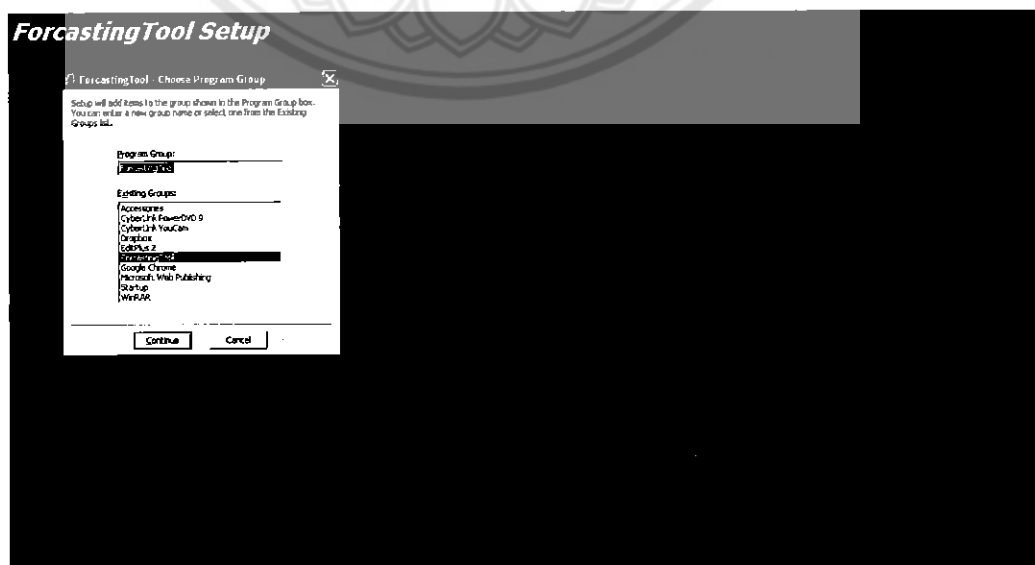 ForcastingTool Setup
ForcastingTool - Choose Program Group
Setup will add items to the group shown in the Program Group box.
You can enter a new group name or select one from the Existing
Groups list.
Program Group:
ForcastingTool
Existing Groups:
Accessories
CyberLink PowerDVD 9
CyberLink YouCam
Dropbox
EditPlus 2
ForcastingTool
Google Chrome
Microsoft Web Publishing
Startup
WinRAR
Continue
Cancel